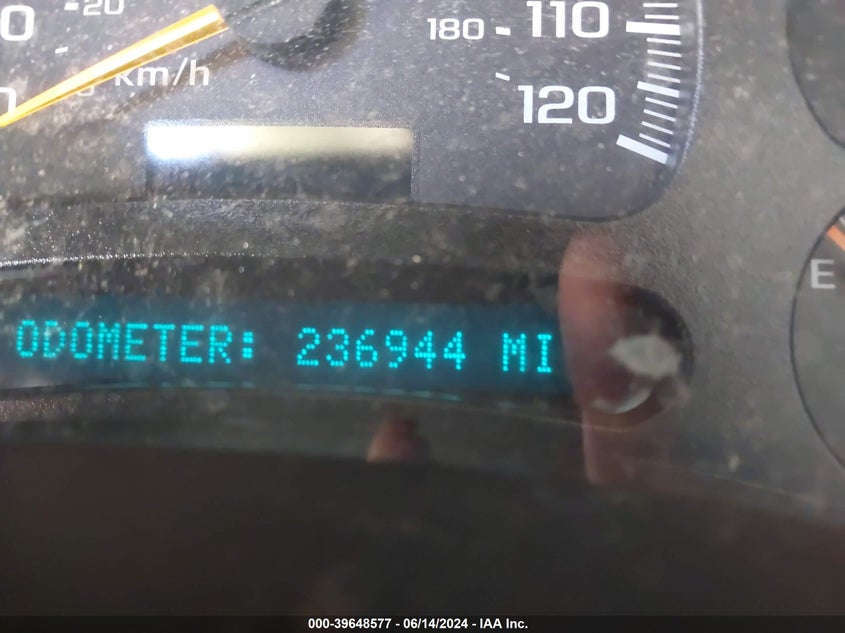 20
180 110
km/h
120
E
ODOMETER: 236944 MI
000-39648577 - 06/14/2024 - IAA Inc.